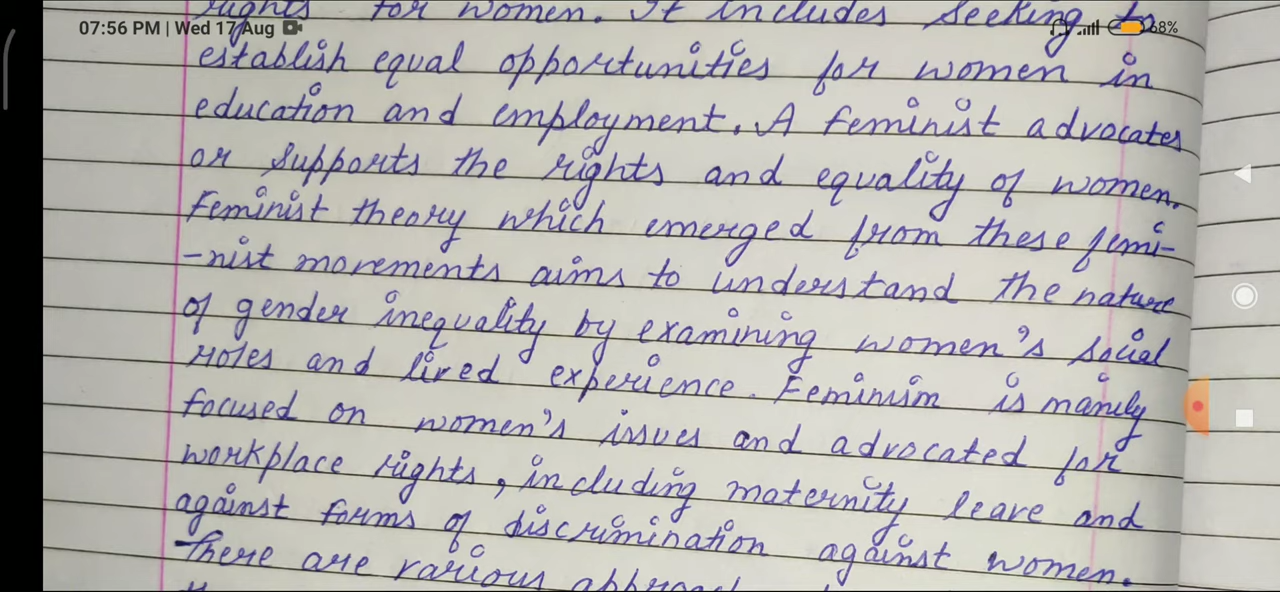 rights for women. It includes seeking to
07:56 PM | Wed 17 Aug 68%
establish equal opportunities for women in
education and employment. A feminist advocates
or supports the rights and equality of women.
Feminist theory which emerged from these femi-
-nist movements aims to understand the nature
of gender inequality by examining women's social
roles and lived experience. Feminism is manily
focused on women's issues and advocated for
workplace rights, including maternity leave and
against forms of discrimination against women.
There are various